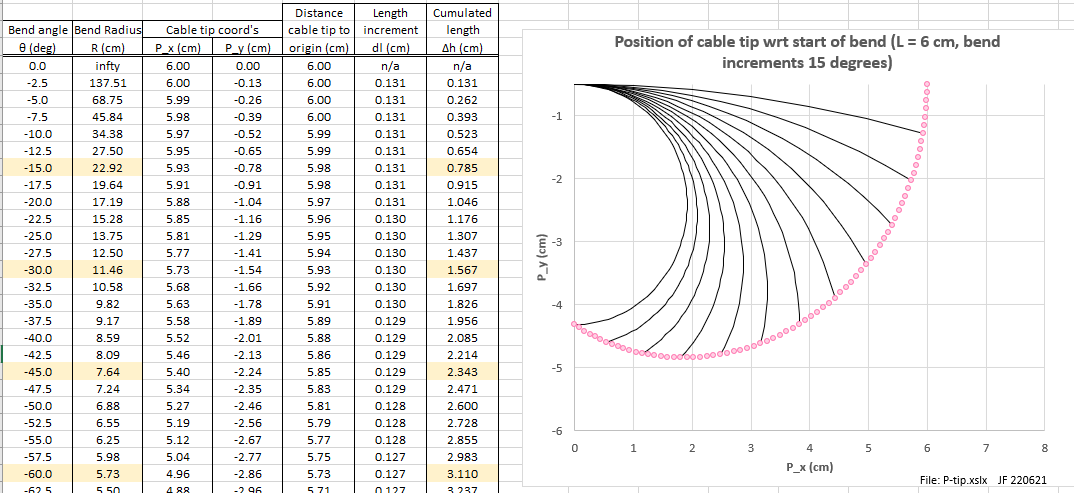 Distance Length Cumulated
Bend angle Bend Radius Cable tip coord's cable tip to increment length
θ (deg) R (cm) P_x (cm) P_y (cm) origin (cm) dl (cm) Δh (cm)
0.0 infty 6.00 0.00 6.00 n/a n/a
-2.5 137.51 6.00 -0.13 6.00 0.131 0.131
-5.0 68.75 5.99 -0.26 6.00 0.131 0.262
-7.5 45.84 5.98 -0.39 6.00 0.131 0.393
-10.0 34.38 5.97 -0.52 5.99 0.131 0.523
-12.5 27.50 5.95 -0.65 5.99 0.131 0.654
-15.0 22.92 5.93 -0.78 5.98 0.131 0.785
-17.5 19.64 5.91 -0.91 5.98 0.131 0.915
-20.0 17.19 5.88 -1.04 5.97 0.131 1.046
-22.5 15.28 5.85 -1.16 5.96 0.130 1.176
-25.0 13.75 5.81 -1.29 5.95 0.130 1.307
-27.5 12.50 5.77 -1.41 5.94 0.130 1.437
-30.0 11.46 5.73 -1.54 5.93 0.130 1.567
-32.5 10.58 5.68 -1.66 5.92 0.130 1.697
-35.0 9.82 5.63 -1.78 5.91 0.130 1.826
-37.5 9.17 5.58 -1.89 5.89 0.129 1.956
-40.0 8.59 5.52 -2.01 5.88 0.129 2.085
-42.5 8.09 5.46 -2.13 5.86 0.129 2.214
-45.0 7.64 5.40 -2.24 5.85 0.129 2.343
-47.5 7.24 5.34 -2.35 5.83 0.129 2.471
-50.0 6.88 5.27 -2.46 5.81 0.128 2.600
-52.5 6.55 5.19 -2.56 5.79 0.128 2.728
-55.0 6.25 5.12 -2.67 5.77 0.128 2.855
-57.5 5.98 5.04 -2.77 5.75 0.127 2.983
-60.0 5.73 4.96 -2.86 5.73 0.127 3.110
-62.5 5.50 4.88 -2.96 5.71 0.127 3.237
Position of cable tip wrt start of bend (L = 6 cm, bend
increments 15 degrees)
-1
-2
-3
-4
-5
-6
P_y (cm)
0 1 2 3 4 5 6 7 8
P_x (cm)
File: P-tip.xslx JF 220621